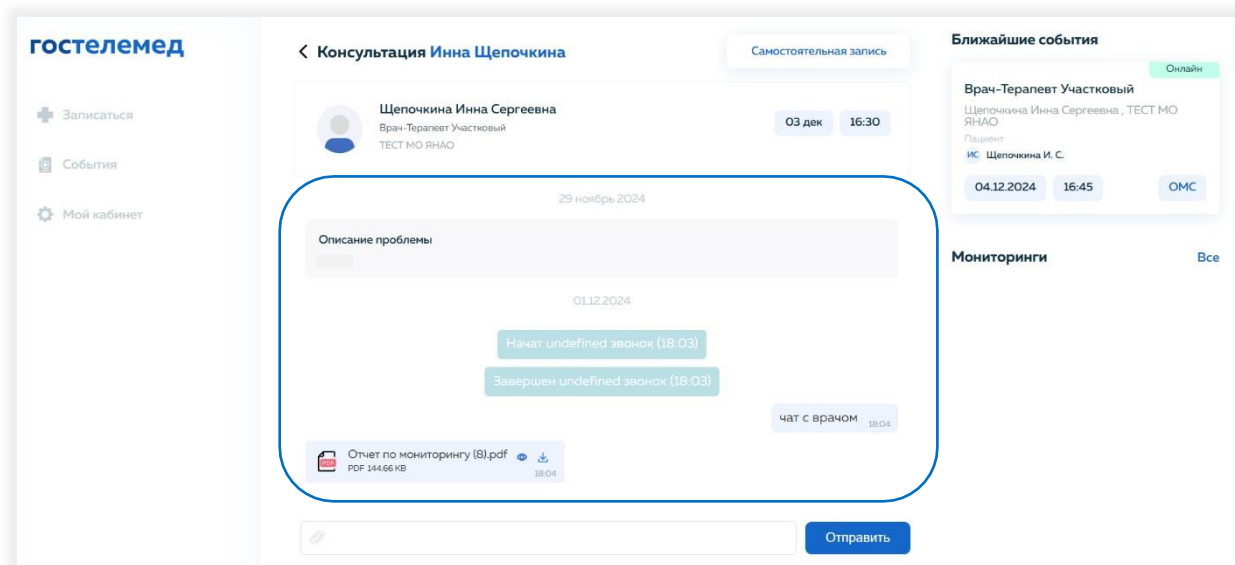 гостелемед
Записаться
События
Мой кабинет
Консультация Инна Щепочкина
Самостоятельная запись
Щепочкина Инна Сергеевна
Врач-Терапевт Участковый
ТЕСТ МО ЯНАО
03 дек 16:30
29 ноябрь 2024
Описание проблемы
01.12.2024
Начат undefined звонок (18:03)
Завершен undefined звонок (18:03)
чат с врачом 18:04
PDF
Отчет по мониторингу (8).pdf
PDF 144.66 KB
18:04
Отправить
Ближайшие события
Онлайн
Врач-Терапевт Участковый
Щепочкина Инна Сергеевна , ТЕСТ МО
ЯНАО
Пациент
ИС Щепочкина И. С.
04.12.2024 16:45 ОМС
Мониторинги Все